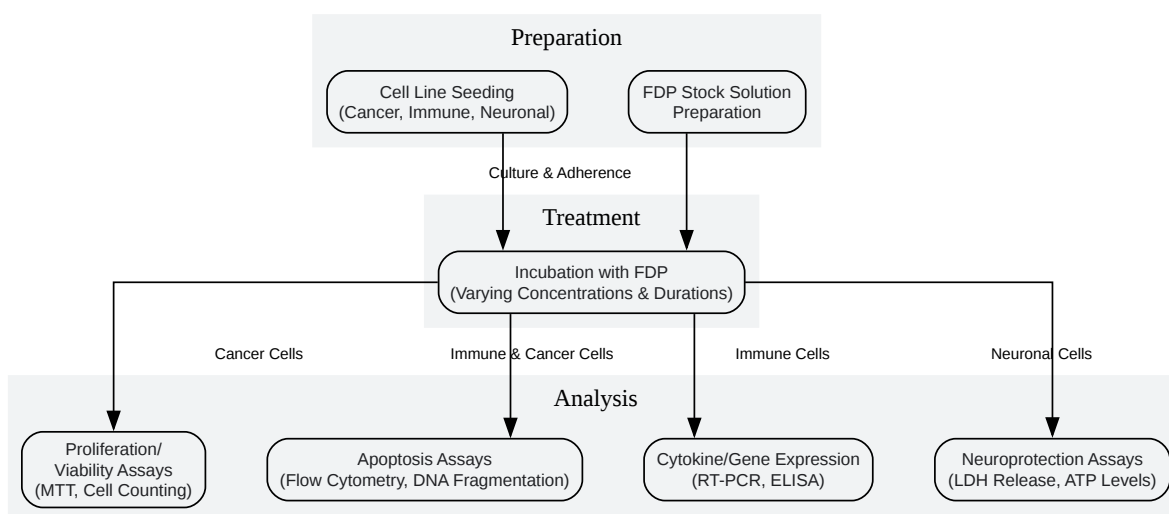 Preparation
Cell Line Seeding
(Cancer, Immune, Neuronal)
FDP Stock Solution
Preparation
Culture & Adherence
Treatment
Incubation with FDP
(Varying Concentrations & Durations)
Cancer Cells
Immune & Cancer Cells
Immune Cells
Neuronal Cells
Analysis
Proliferation/
Viability Assays
(MTT, Cell Counting)
Apoptosis Assays
(Flow Cytometry, DNA Fragmentation)
Cytokine/Gene Expression
(RT-PCR, ELISA)
Neuroprotection Assays
(LDH Release, ATP Levels)